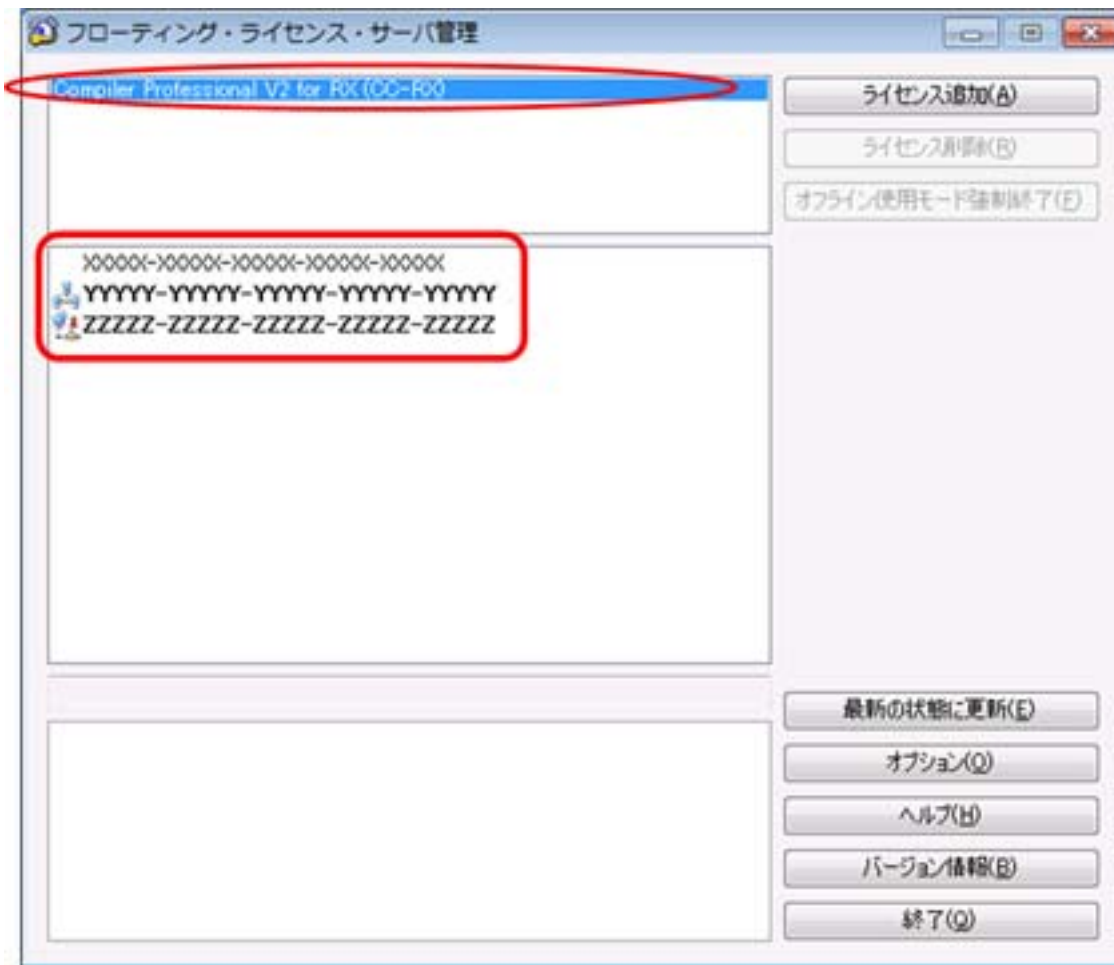 フローティング・ライセンス・サーバ管理
Compiler Professional V2 for RX (CC-RX)
ライセンス追加(A)
ライセンス削除(R)
オフライン使用モード強制終了(F)
XXXXX-XXXXX-XXXXX-XXXXX-XXXXX
YYYYY-YYYYY-YYYYY-YYYYY-YYYYY
ZZZZZ-ZZZZZ-ZZZZZ-ZZZZZ-ZZZZZ
最新の状態に更新(E)
オプション(O)
ヘルプ(H)
バージョン情報(B)
終了(Q)